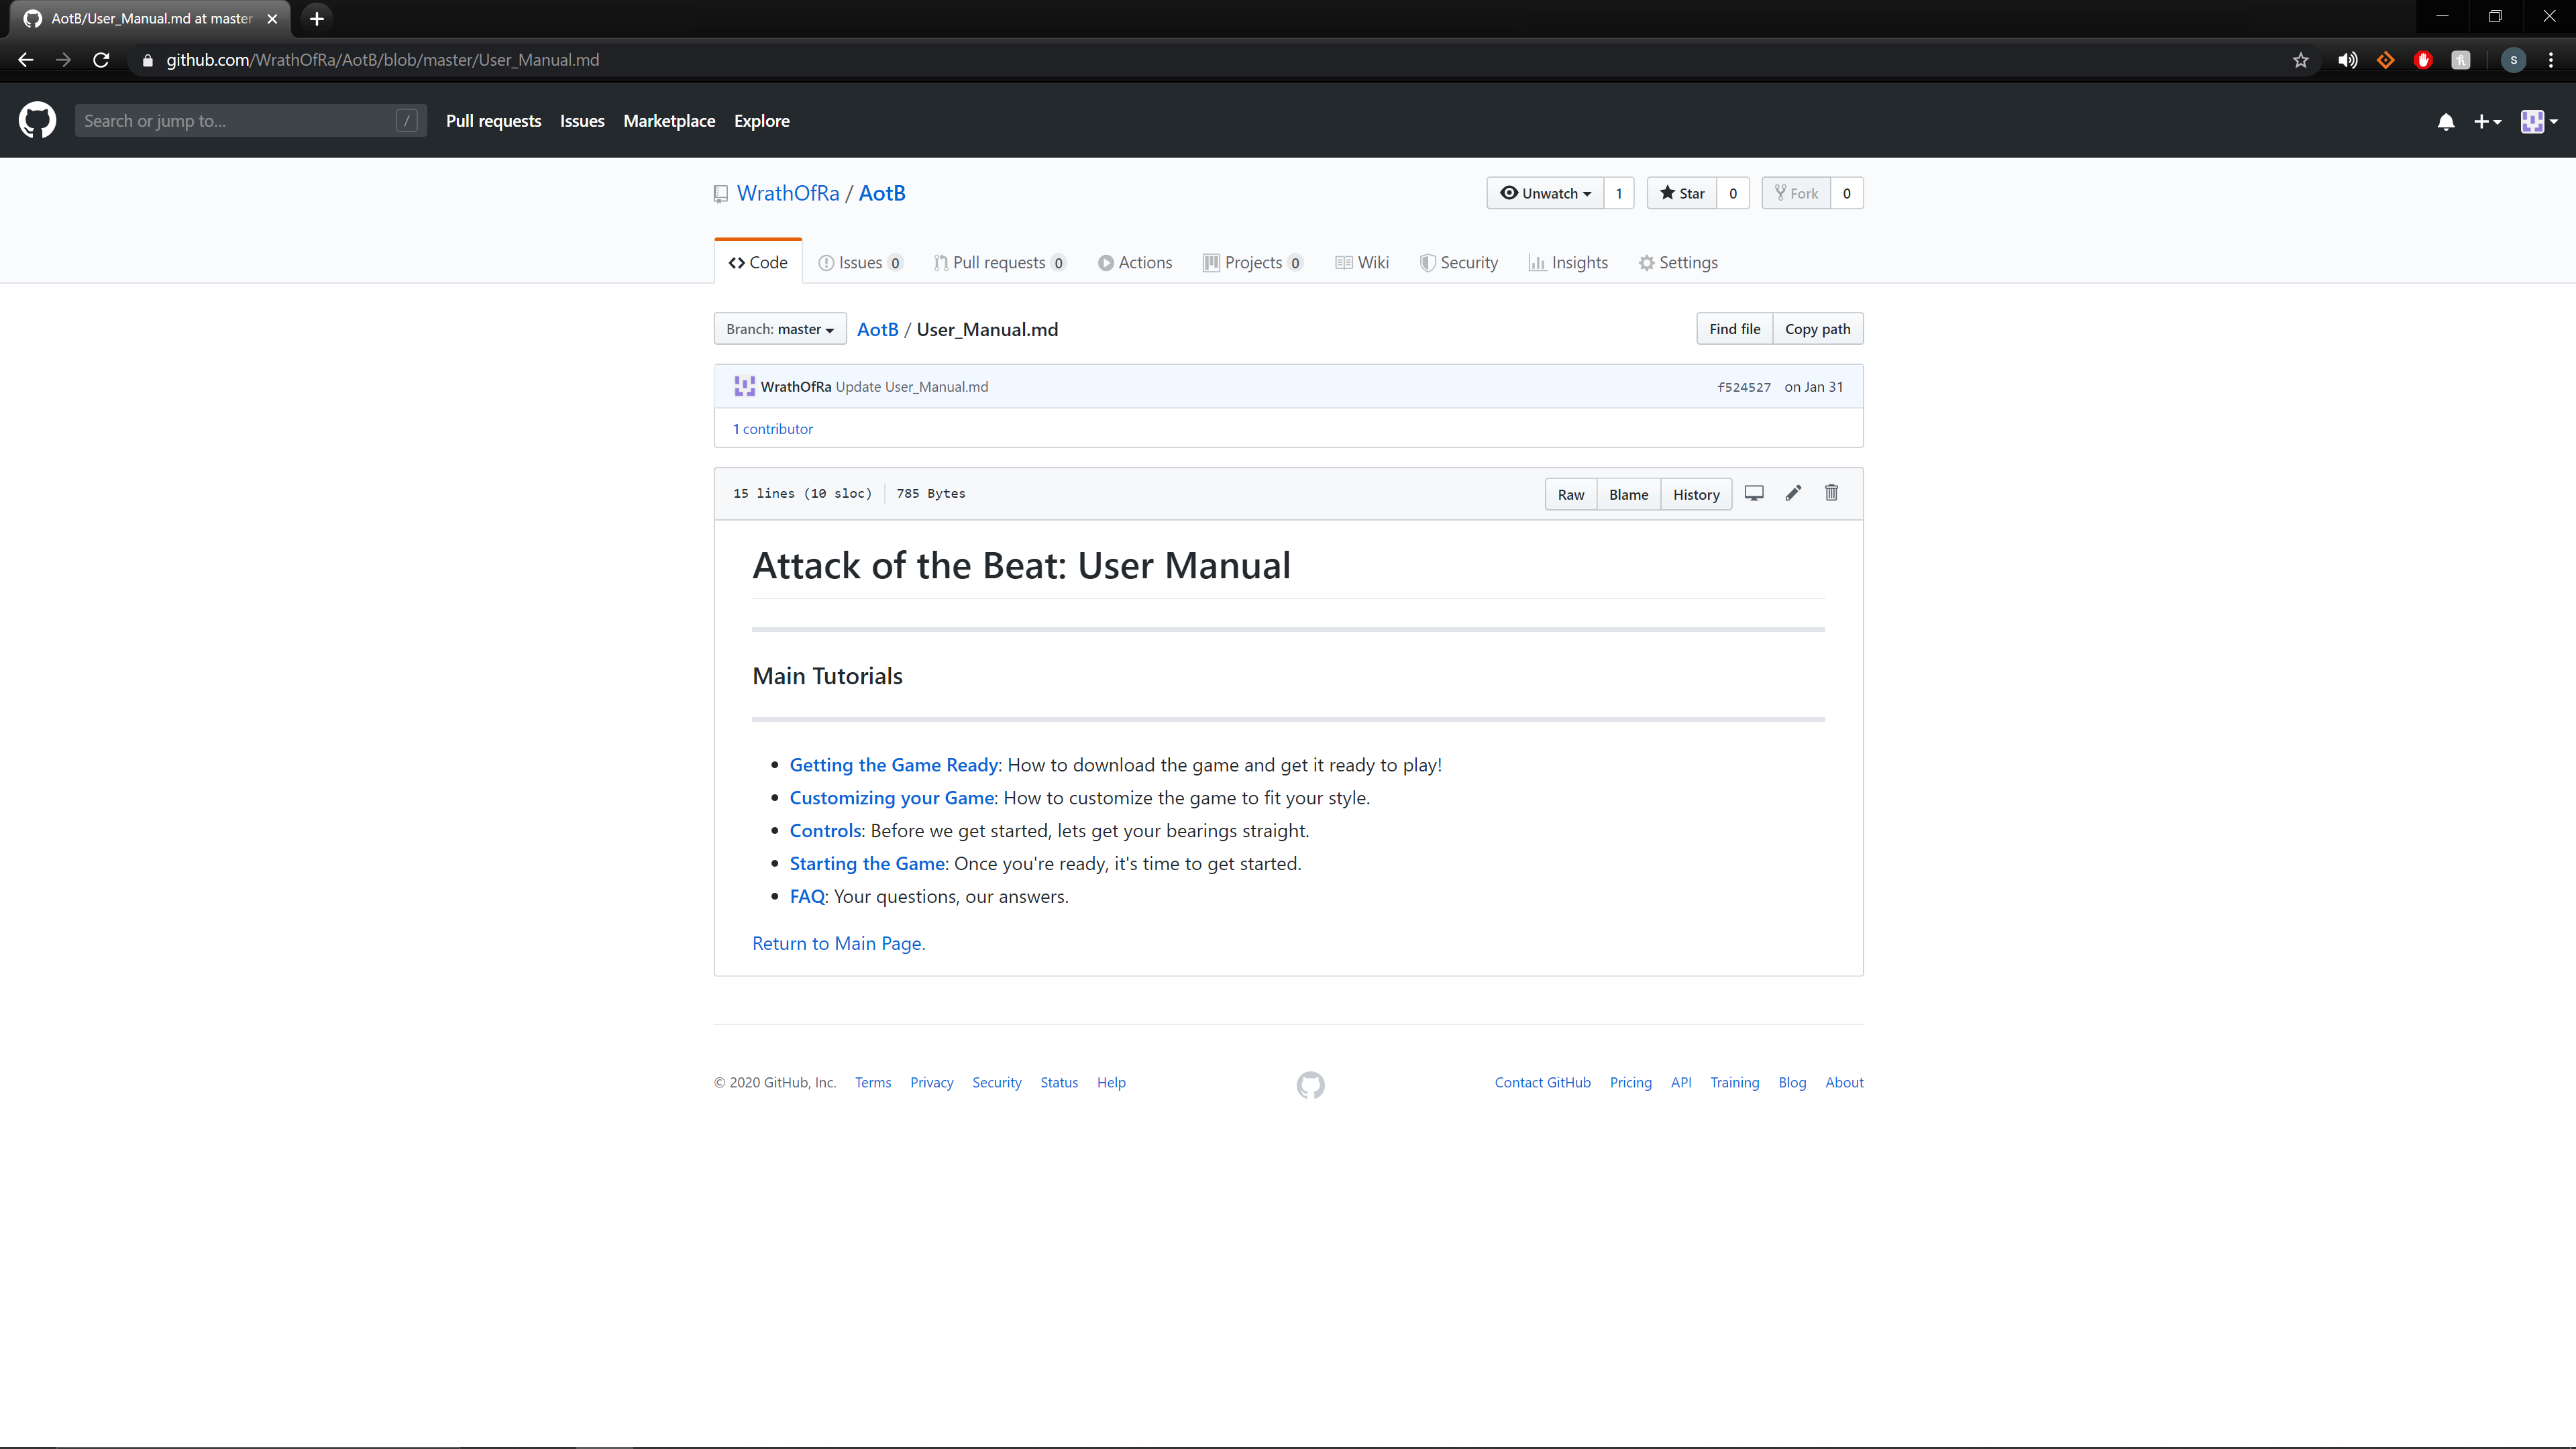 AotB/User_Manual.md at master
github.com/WrathOfRa/AotB/blob/master/User_Manual.md
S
Search or jump to... /
Pull requests Issues Marketplace Explore
WrathOfRa / AotB
Unwatch 1 Star 0 Fork 0
Code Issues 0 Pull requests 0 Actions Projects 0 Wiki Security Insights Settings
Branch: master AotB / User_Manual.md Find file Copy path
WrathOfRa Update User_Manual.md f524527 on Jan 31
1 contributor
15 lines (10 sloc) 785 Bytes Raw Blame History
Attack of the Beat: User Manual
Main Tutorials
Getting the Game Ready: How to download the game and get it ready to play!
Customizing your Game: How to customize the game to fit your style.
Controls: Before we get started, lets get your bearings straight.
Starting the Game: Once you're ready, it's time to get started.
FAQ: Your questions, our answers.
Return to Main Page.
© 2020 GitHub, Inc. Terms Privacy Security Status Help Contact GitHub Pricing API Training Blog About